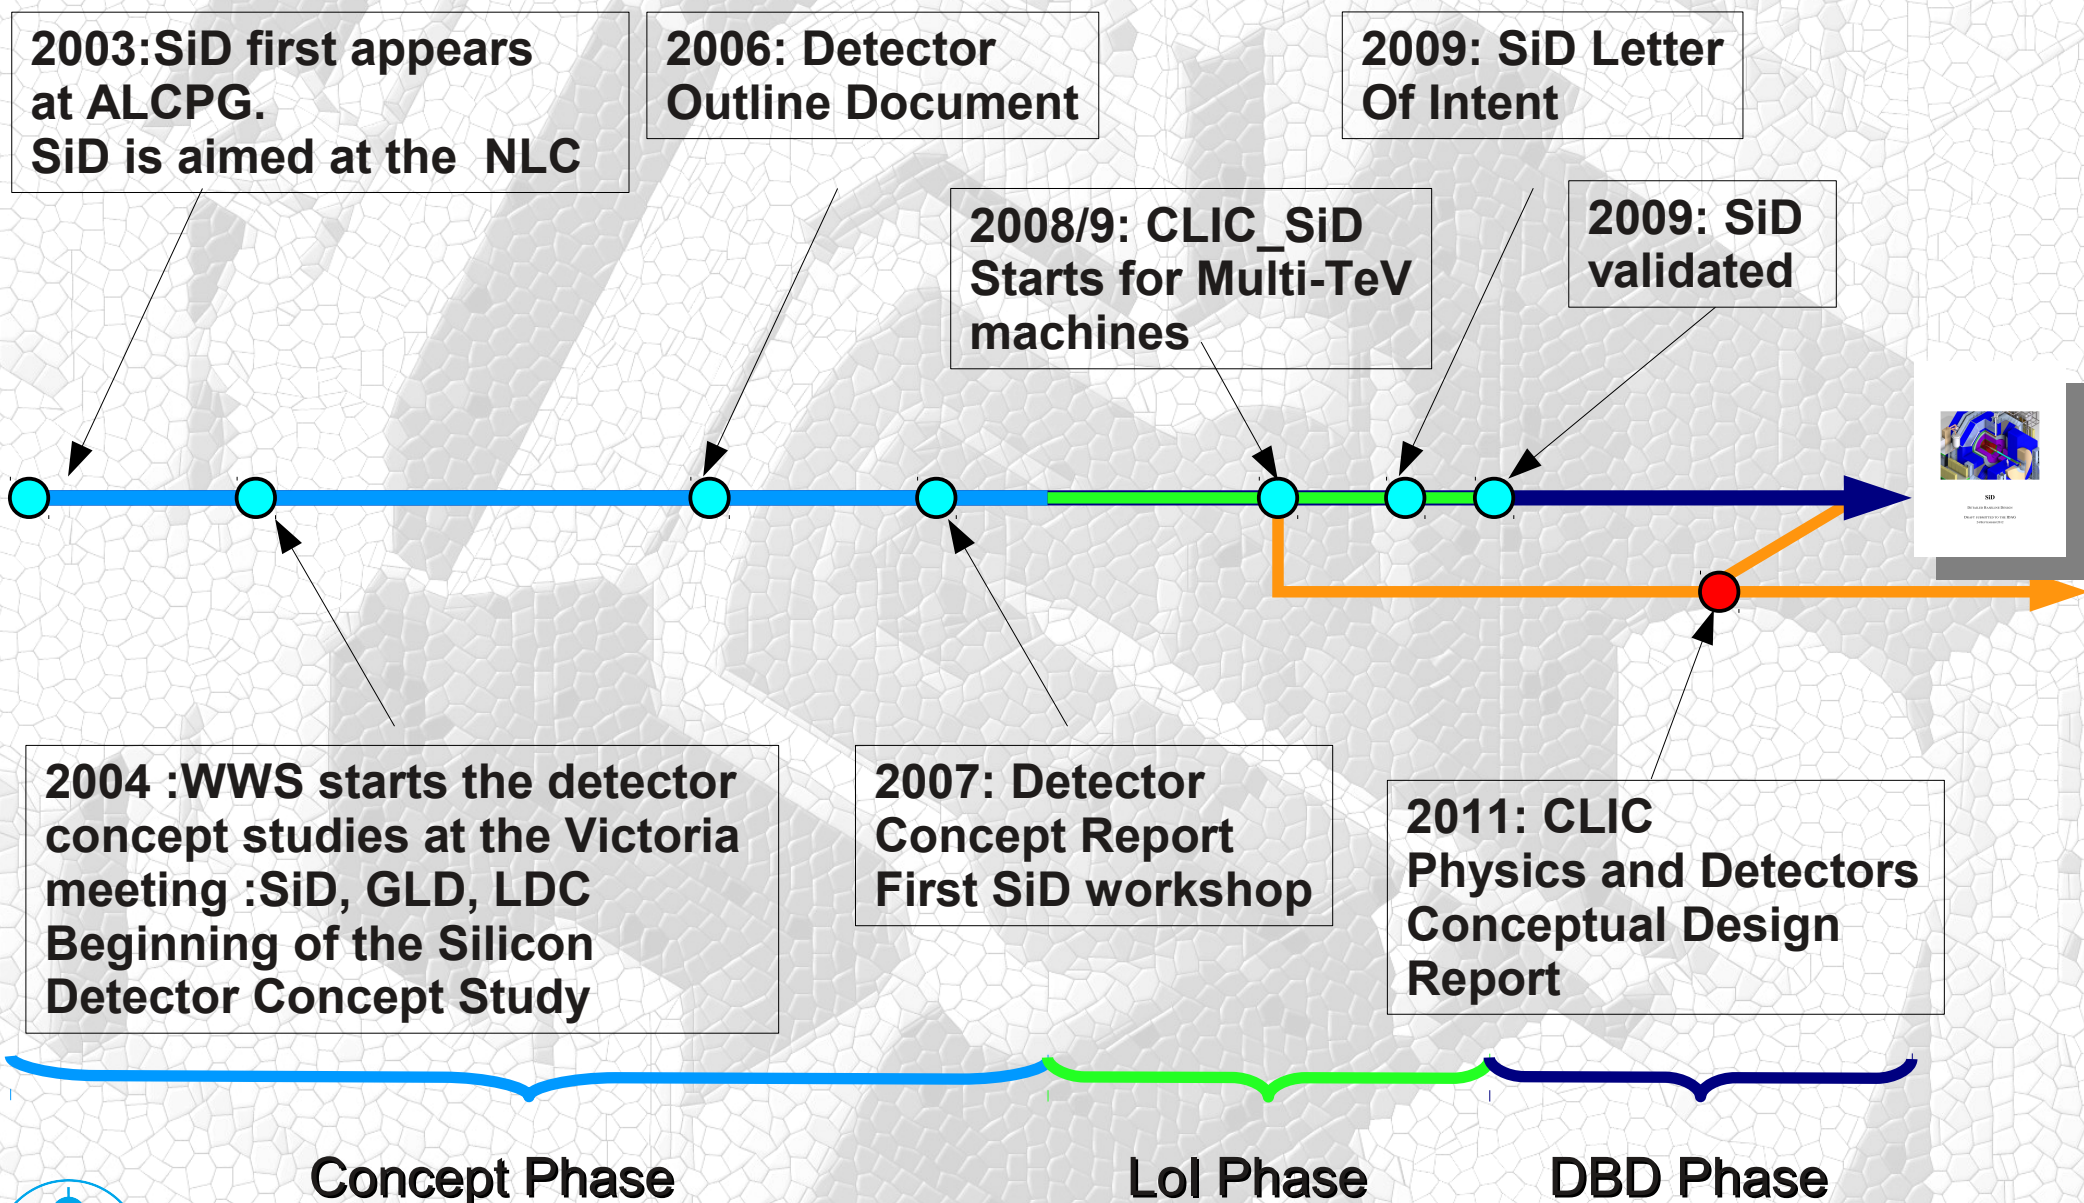 2003:SiD first appears
at ALCPG.
SiD is aimed at the  NLC
2006: Detector
Outline Document
2009: SiD Letter
Of Intent
2008/9: CLIC_SiD
Starts for Multi-TeV
machines
2009: SiD
validated
SiD
2004 :WWS starts the detector
concept studies at the Victoria
meeting :SiD, GLD, LDC
Beginning of the Silicon
Detector Concept Study
2007: Detector
Concept Report
First SiD workshop
2011: CLIC
Physics and Detectors
Conceptual Design
Report
Concept Phase
LoI Phase
DBD Phase